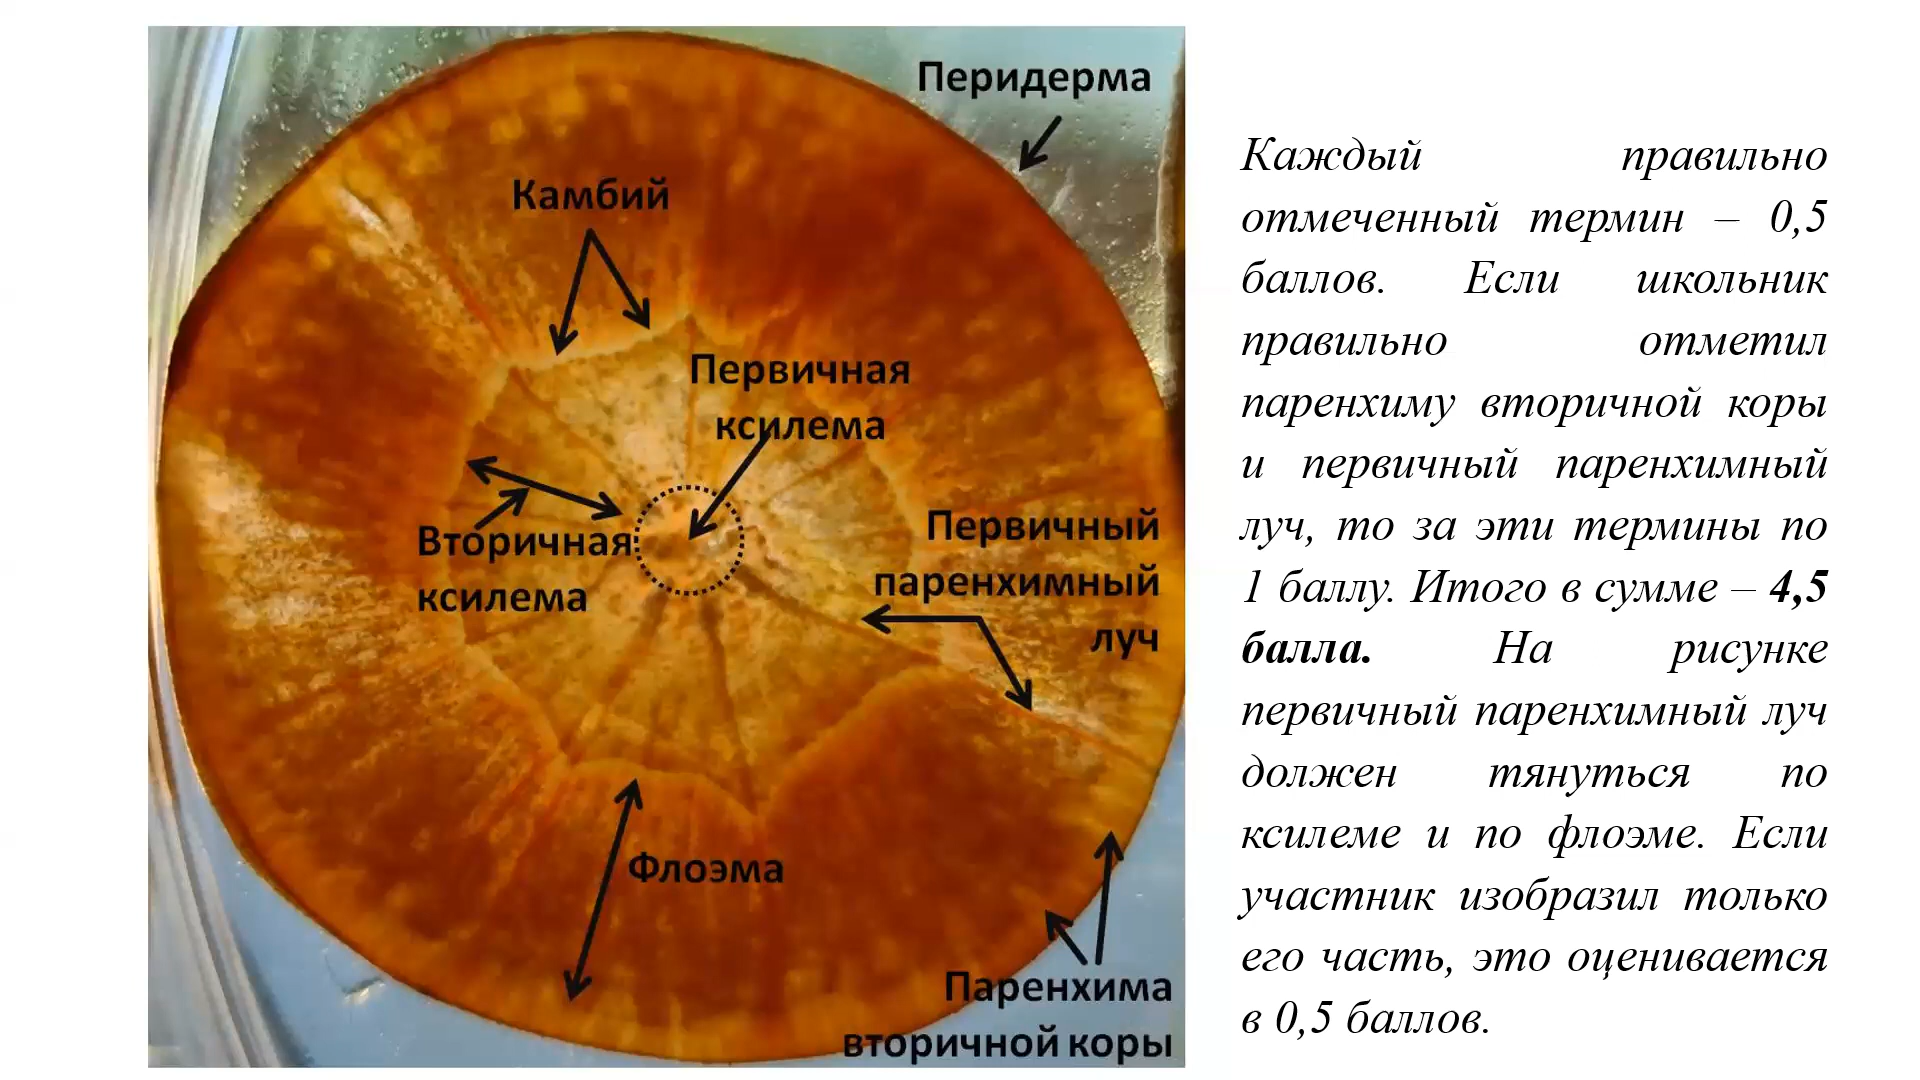 Перидерма
Камбий
Первичная
ксилема
Вторичная
ксилема
Первичный
паренхимный
луч
Флоэма
Паренхима
вторичной коры
Каждый правильно
отмеченный термин – 0,5
баллов. Если школьник
правильно отметил
паренхиму вторичной коры
и первичный паренхимный
луч, то за эти термины по
1 баллу. Итого в сумме – 4,5
балла. На рисунке
первичный паренхимный луч
должен тянуться по
ксилеме и по флоэме. Если
участник изобразил только
его часть, это оценивается
в 0,5 баллов.